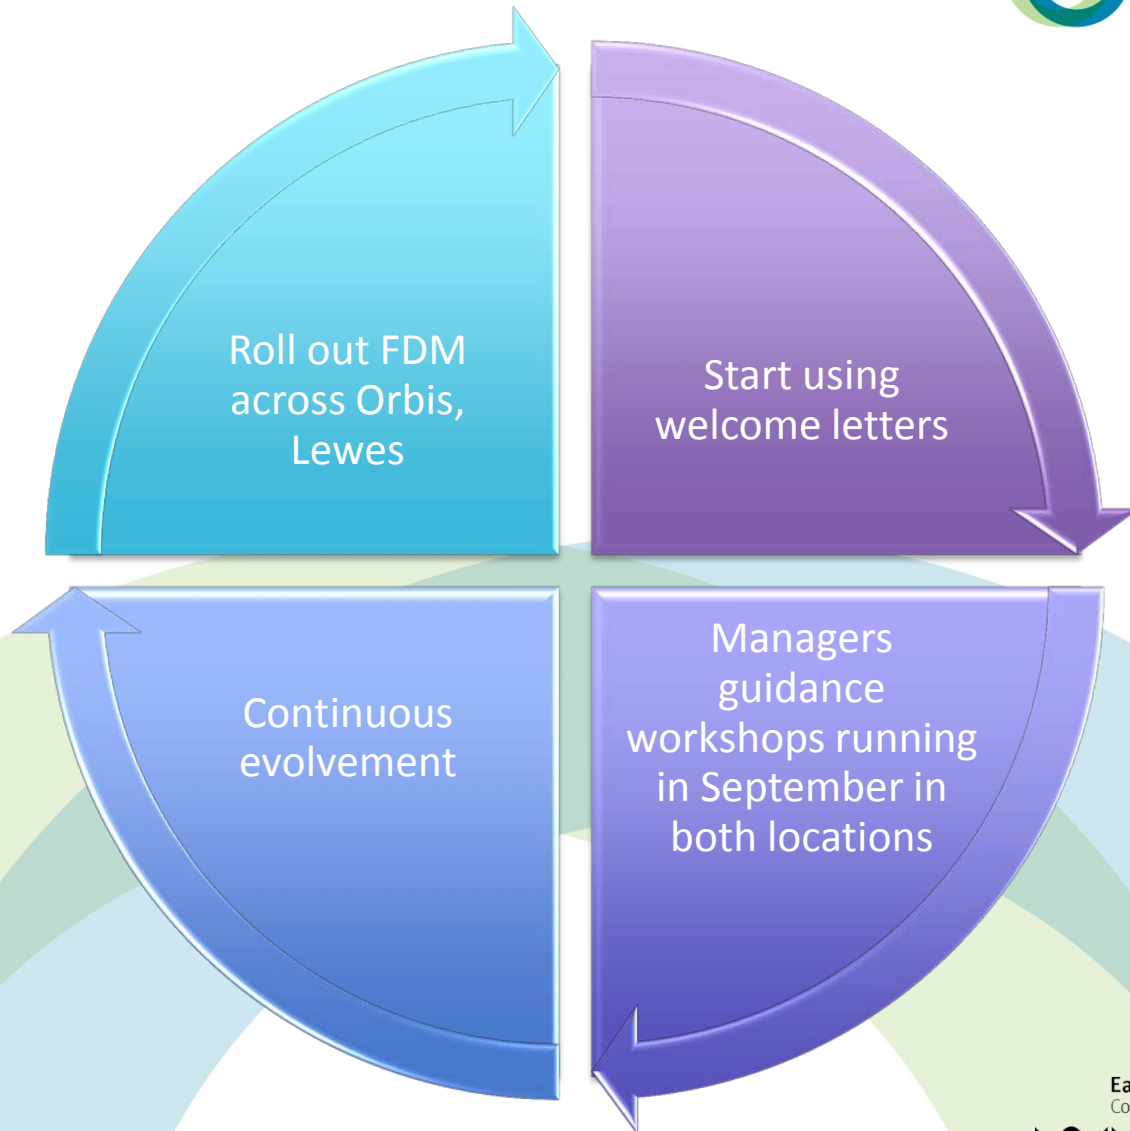 Roll out FDM
across Orbis,
Lewes
Start using
welcome letters
Continuous
evolvement
Managers
guidance
workshops running
in September in
both locations